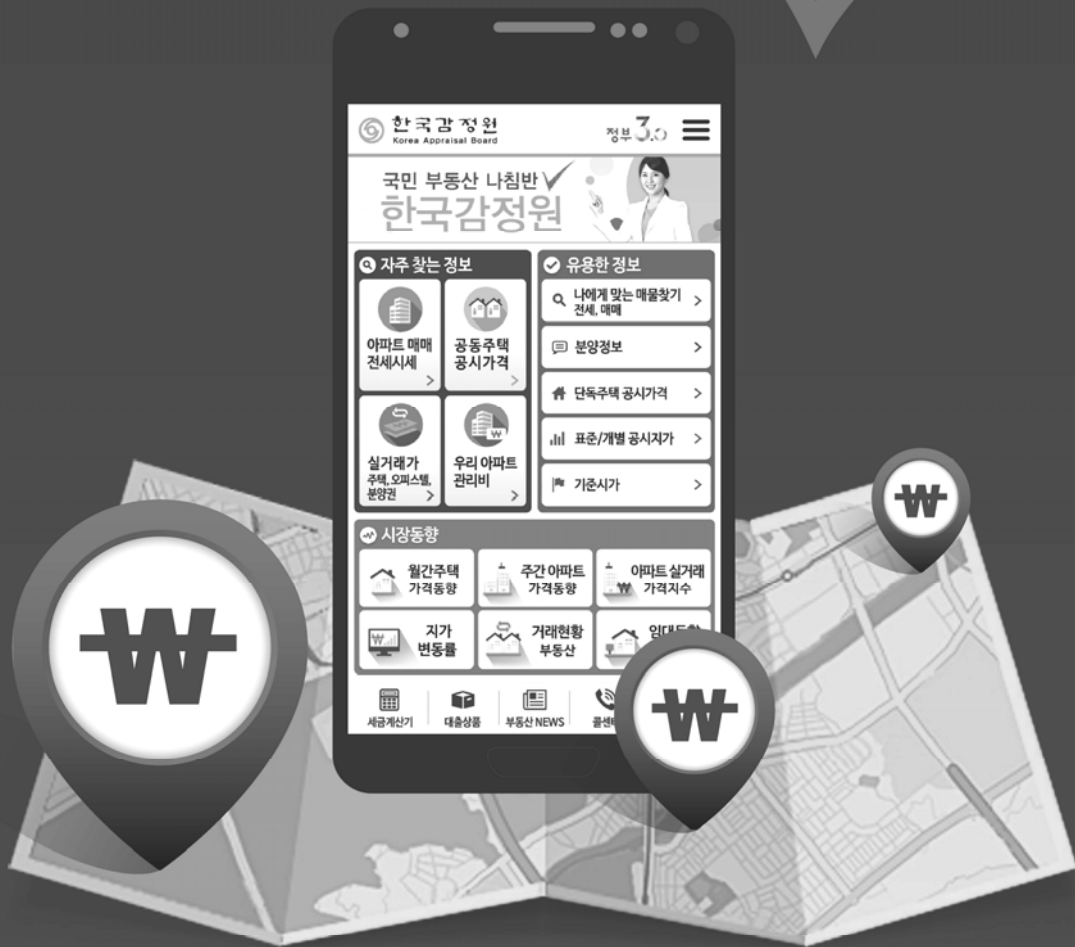 한국감정원
Korea Appraisal Board
정부3.0
국민 부동산 나침반
한국감정원
자주 찾는 정보
아파트 매매
전세시세
공동주택
공시가격
실거래가
주택, 오피스텔,
분양권
우리 아파트
관리비
유용한 정보
나에게 맞는 매물찾기
전세, 매매
분양정보
단독주택 공시가격
표준/개별 공시지가
기준시가
시장동향
월간주택
가격동향
주간 아파트
가격동향
아파트 실거래
가격지수
지가
변동률
거래현황
부동산
세금계산기
대출상품
부동산 NEWS
₩
₩
₩